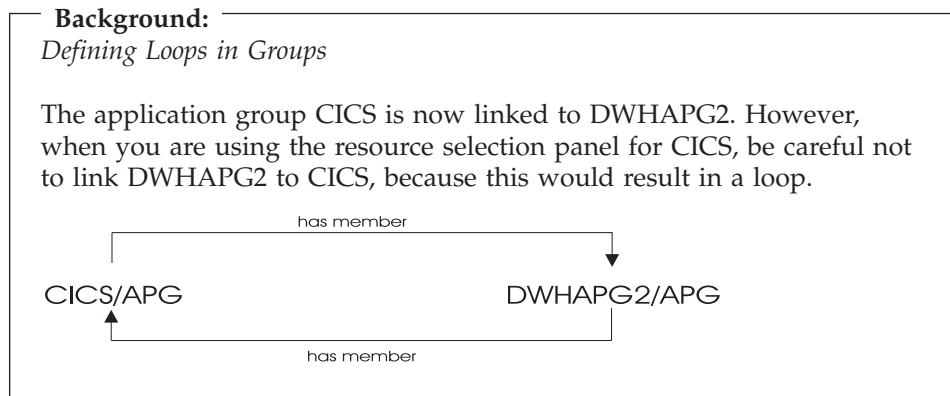 Background:
Defining Loops in Groups
The application group CICS is now linked to DWHAPG2. However,
when you are using the resource selection panel for CICS, be careful not
to link DWHAPG2 to CICS, because this would result in a loop.
has member
CICS/APG DWHAPG2/APG
has member